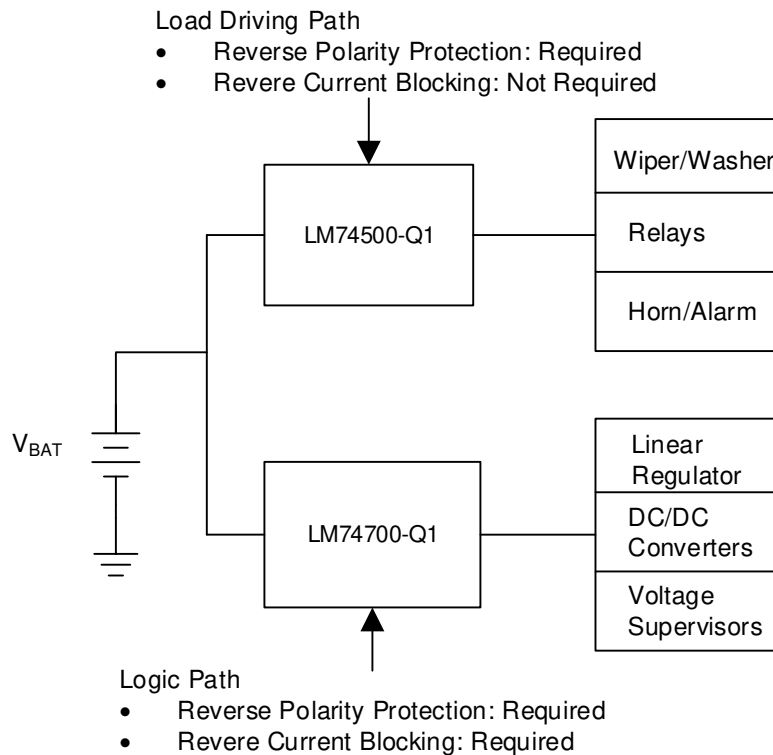 Load Driving Path
• Reverse Polarity Protection: Required
• Revere Current Blocking: Not Required
Wiper/Washer
LM74500-Q1
Relays
Horn/Alarm
VBAT
Linear
Regulator
LM74700-Q1
DC/DC
Converters
Voltage
Supervisors
Logic Path
• Reverse Polarity Protection: Required
• Revere Current Blocking: Required